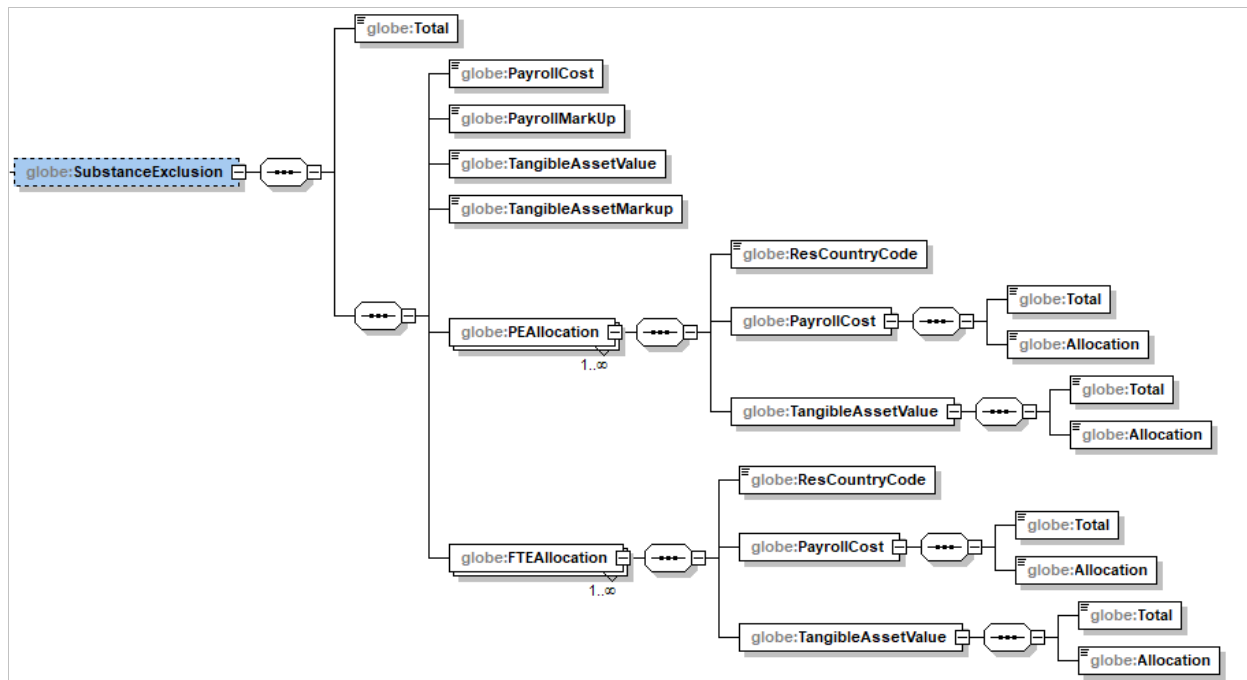 globe:Total
globe:PayrollCost
globe:PayrollMarkUp
globe:TangibleAssetValue
globe:SubstanceExclusion
globe:TangibleAssetMarkup
globe:ResCountryCode
globe:Total
globe:PayrollCost
globe:PEAllocation
globe:Allocation
1..∞
globe:Total
globe:TangibleAssetValue
globe:Allocation
globe:ResCountryCode
globe:Total
globe:PayrollCost
globe:FTEAllocation
globe:Allocation
1..∞
globe:Total
globe:TangibleAssetValue
globe:Allocation